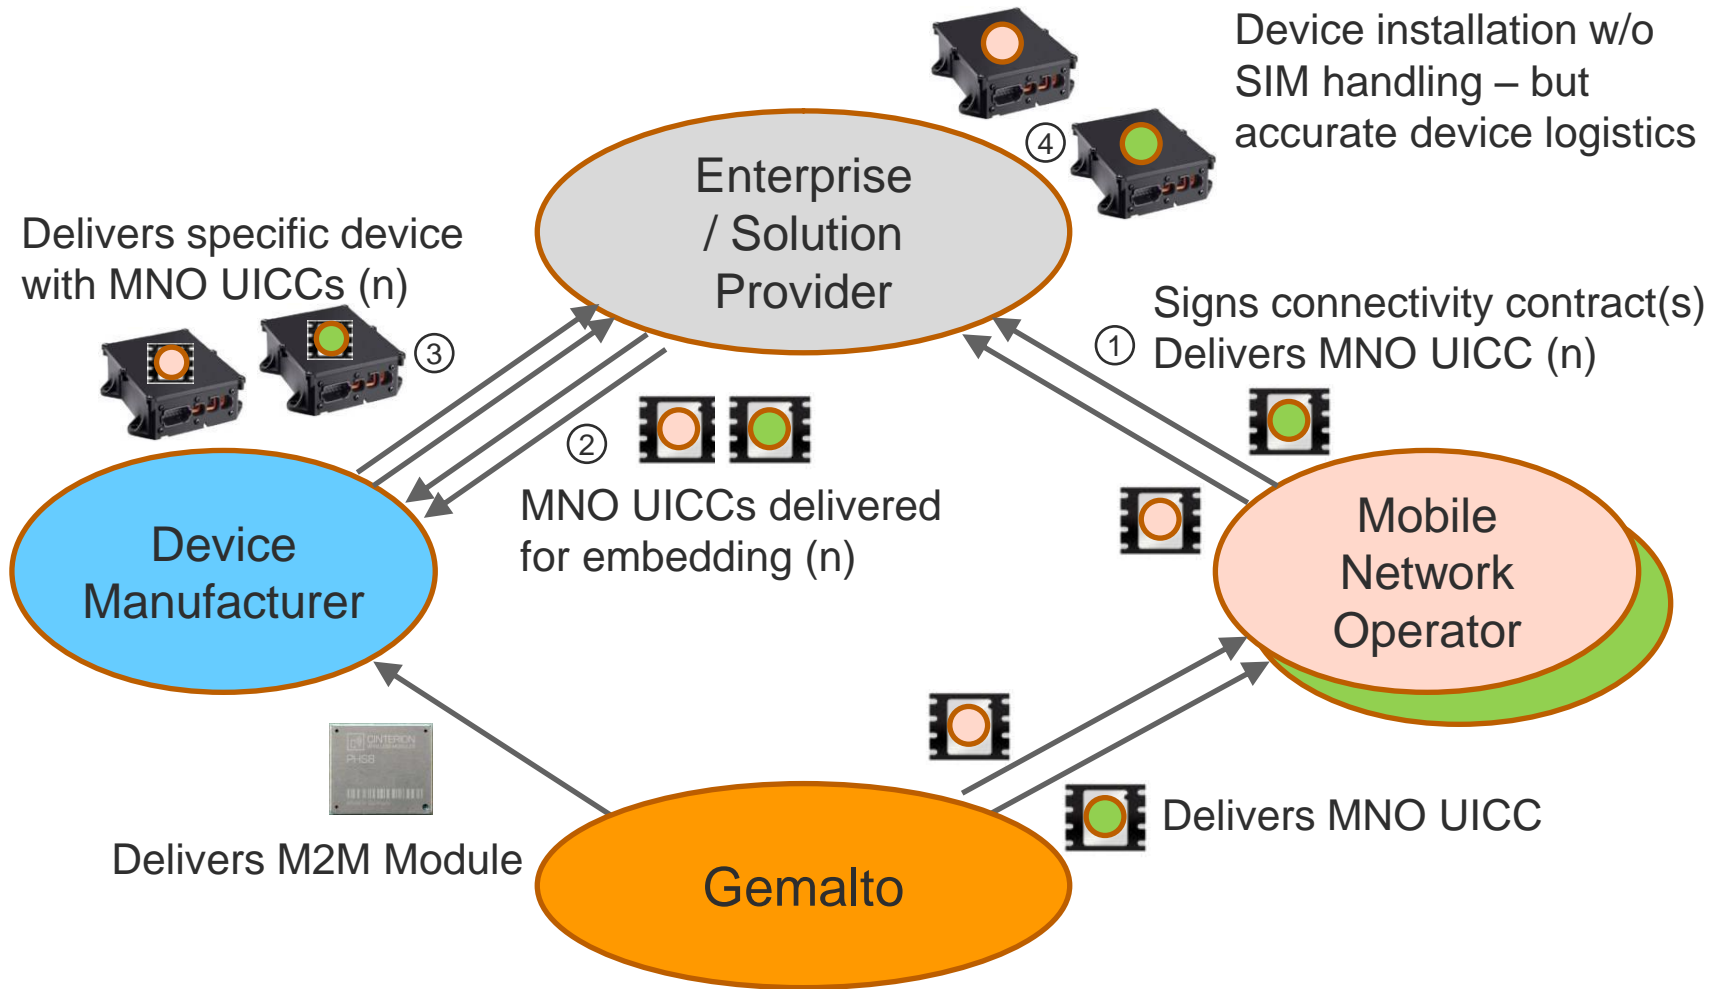 Device installation w/o
SIM handling – but
accurate device logistics
4
Enterprise
/ Solution
Provider
Delivers specific device
with MNO UICCs (n)
3
Signs connectivity contract(s)
1
Delivers MNO UICC (n)
2
MNO UICCs delivered
for embedding (n)
Device
Manufacturer
Mobile
Network
Operator
CINTERION
PHS8
Delivers M2M Module
Delivers MNO UICC
Gemalto